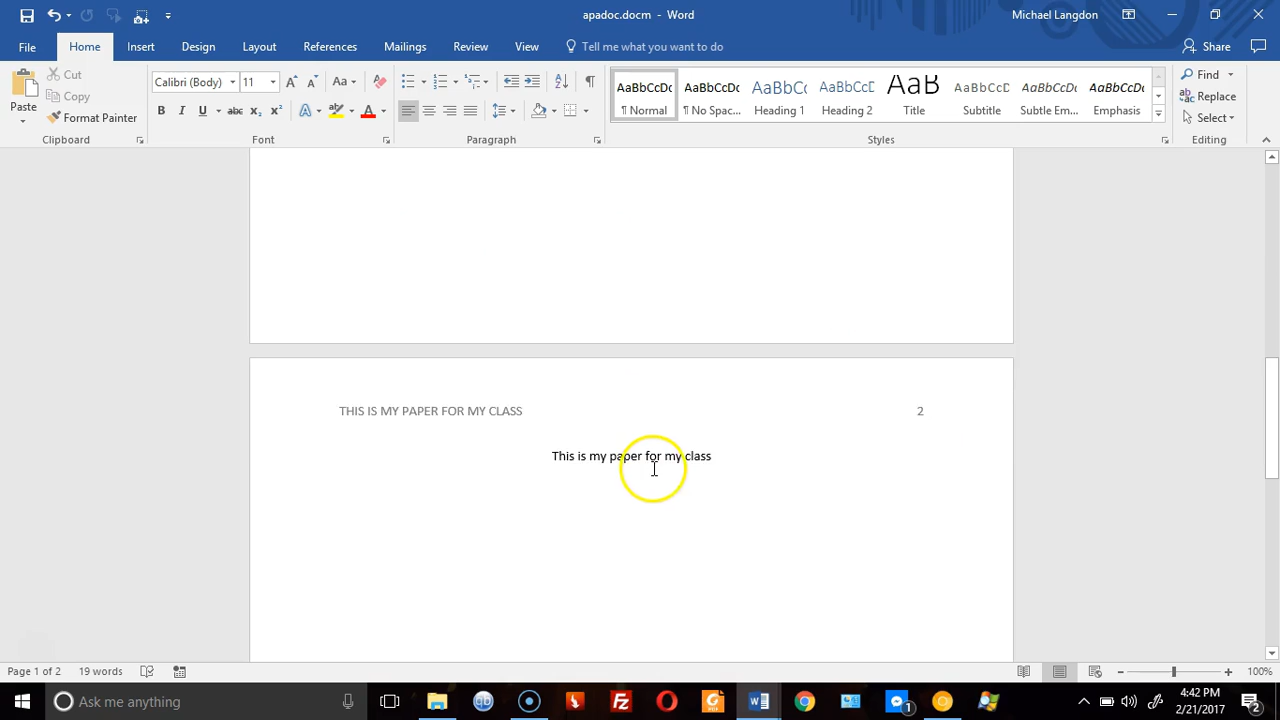 apadoc.docm - Word
Michael Langdon
File Home Insert Design Layout References Mailings Review View Tell me what you want to do Share
Paste
Cut
Copy
Format Painter
Clipboard
Calibri (Body) 11
Font
Paragraph
AaBbCcDc AaBbCcDc AaBbCc AaBbCcD AaB AaBbCcD AaBbCcDc AaBbCcDc
¶ Normal ¶ No Spac... Heading 1 Heading 2 Title Subtitle Subtle Em... Emphasis
Styles
Find
Replace
Select
Editing
THIS IS MY PAPER FOR MY CLASS 2
This is my paper for my class
Page 1 of 2 19 words 100%
Ask me anything
4:42 PM
2/21/2017